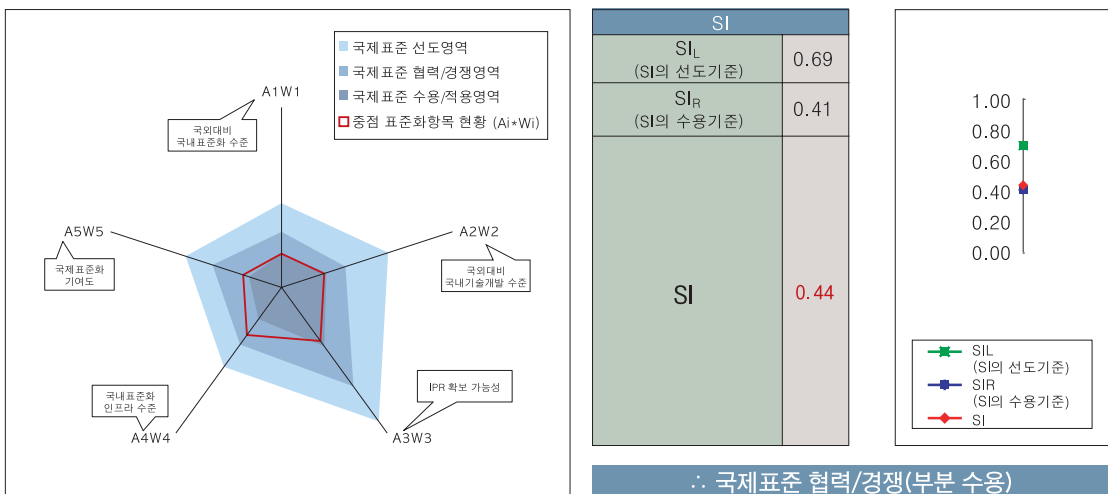 국제표준 선도영역
국제표준 협력/경쟁영역
국제표준 수용/적용영역
중점 표준화항목 현황 (Ai*Wi)
A1W1
국외대비
국내표준화 수준
A2W2
국외대비
국내기술개발 수준
A5W5
국제표준화
기여도
IPR 확보 가능성
A3W3
국내표준화
인프라 수준
A4W4
SI
SIL
(SI의 선도기준)
0.69
SIR
(SI의 수용기준)
0.41
SI
0.44
1.00
0.80
0.60
0.40
0.20
0.00
SIL
(SI의 선도기준)
SIR
(SI의 수용기준)
SI
∴ 국제표준 협력/경쟁(부분 수용)